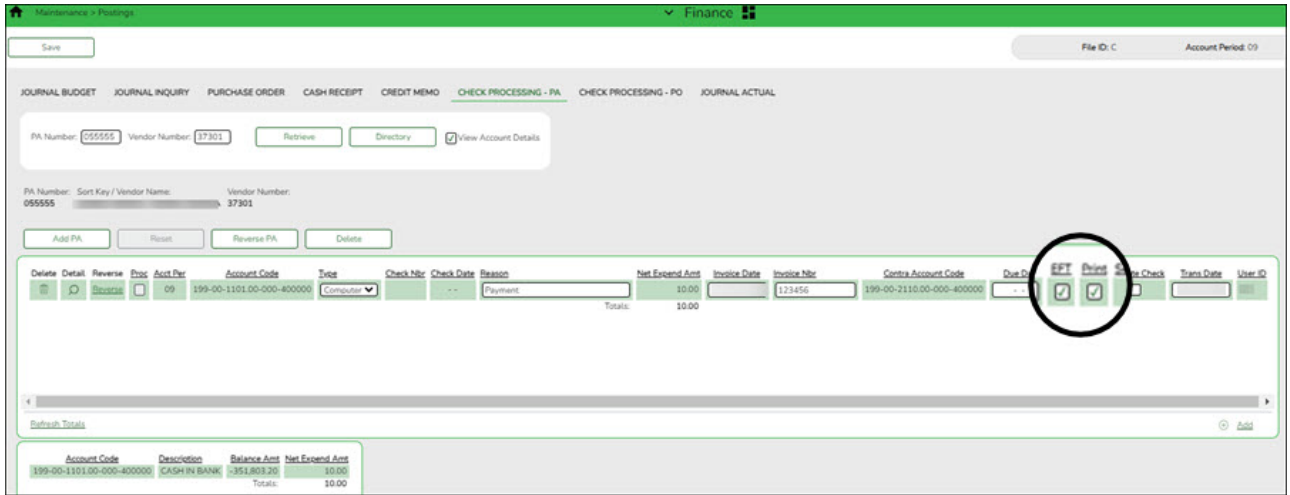 Maintenance > Postings
Finance
Save
File ID: C
Account Period: 09
JOURNAL BUDGET JOURNAL INQUIRY PURCHASE ORDER CASH RECEIPT CREDIT MEMO CHECK PROCESSING - PA CHECK PROCESSING - PO JOURNAL ACTUAL
PA Number: 055555 Vendor Number: 37301 Retrieve Directory View Account Details
PA Number: Sort Key / Vendor Name: Vendor Number:
055555 37301
Add PA Reset Reverse PA Delete
Delete Detail Reverse Proc Acct Per Account Code Type Check Nbr Check Date Reason Net Expend Amt Invoice Date Invoice Nbr Contra Account Code Due EFT Print Check Trans Date User ID
Reverse 09 199-00-1101.00-000-400000 Computer - - Payment 10.00 123456 199-00-2110.00-000-400000 - -
Totals: 10.00
Refresh Totals Add
Account Code Description Balance Amt Net Expend Amt
199-00-1101.00-000-400000 CASH IN BANK -351,803.20 10.00
Totals: 10.00